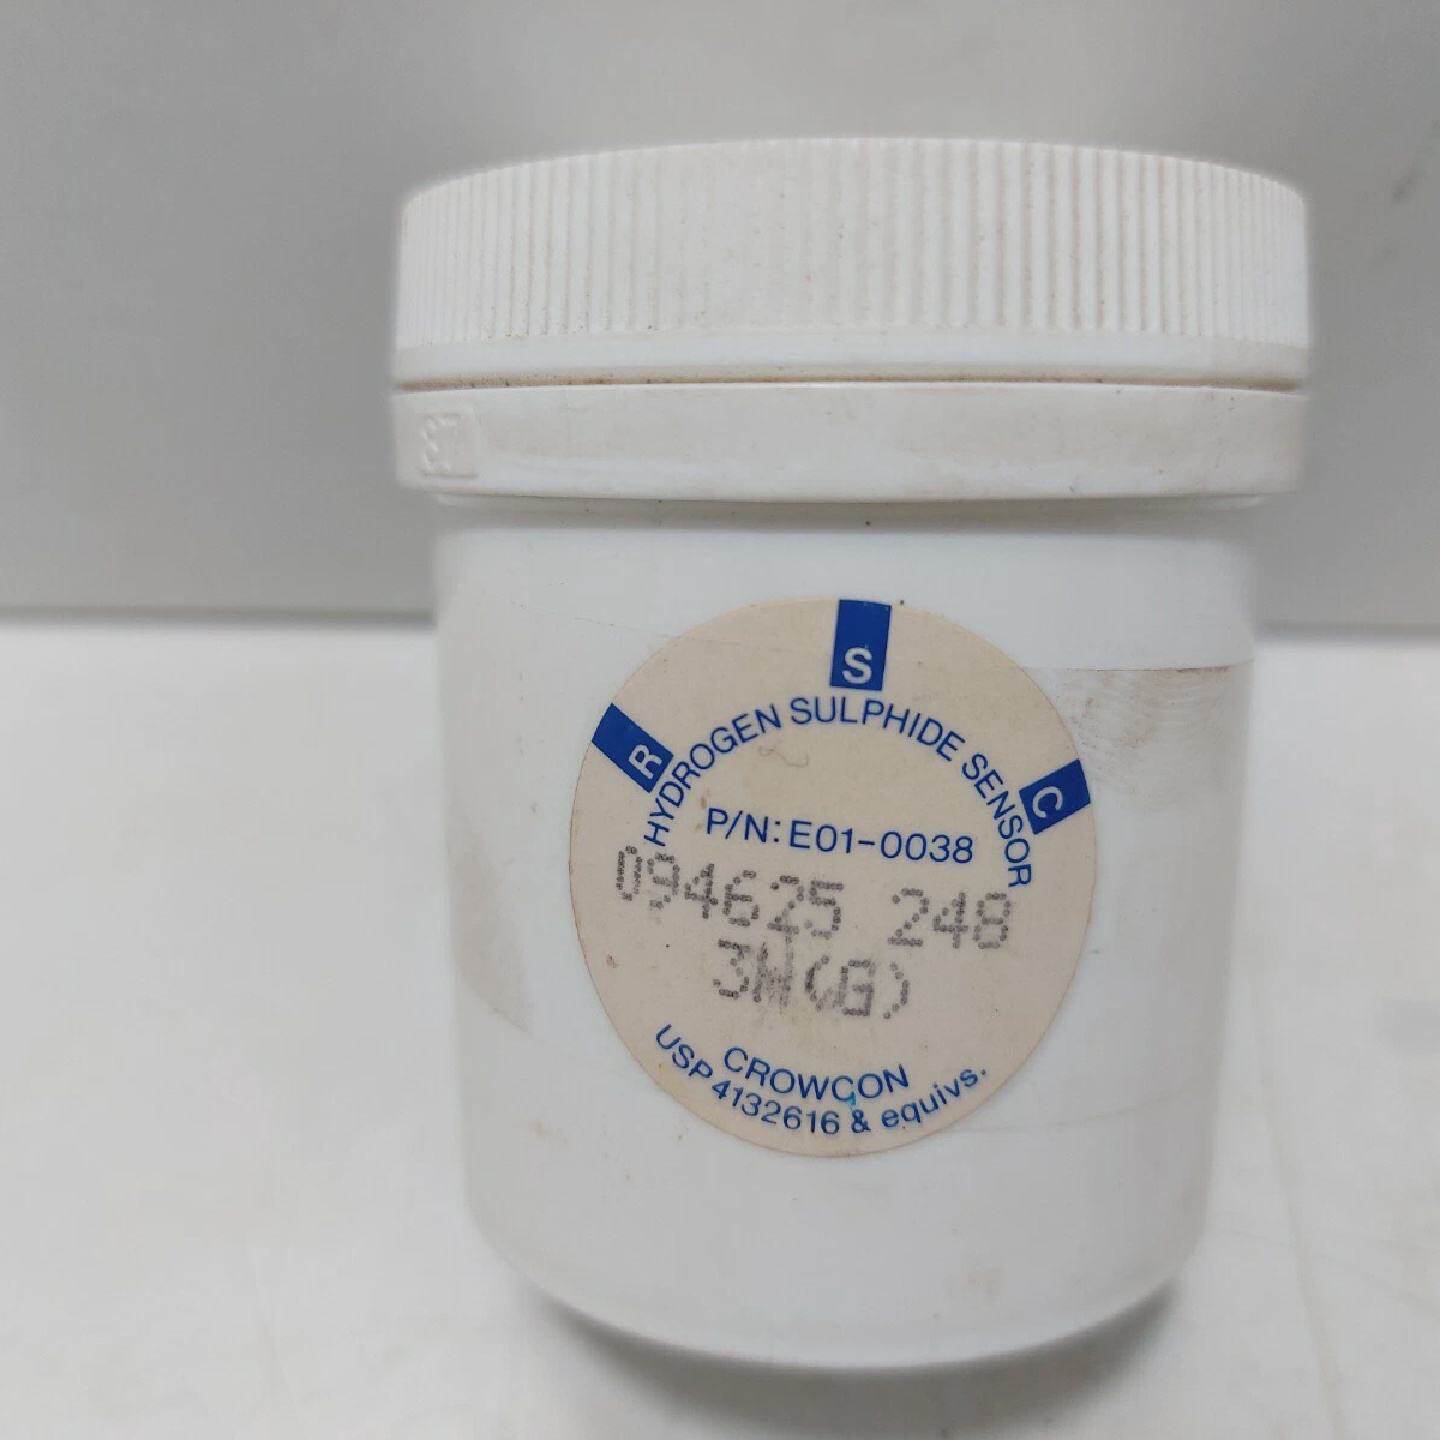 R
S
C
HYDROGEN SULPHIDE SENSOR
P/N: E01-0038
094625 248
3M(G)
CROWCON
USP 4132616 & equivs.